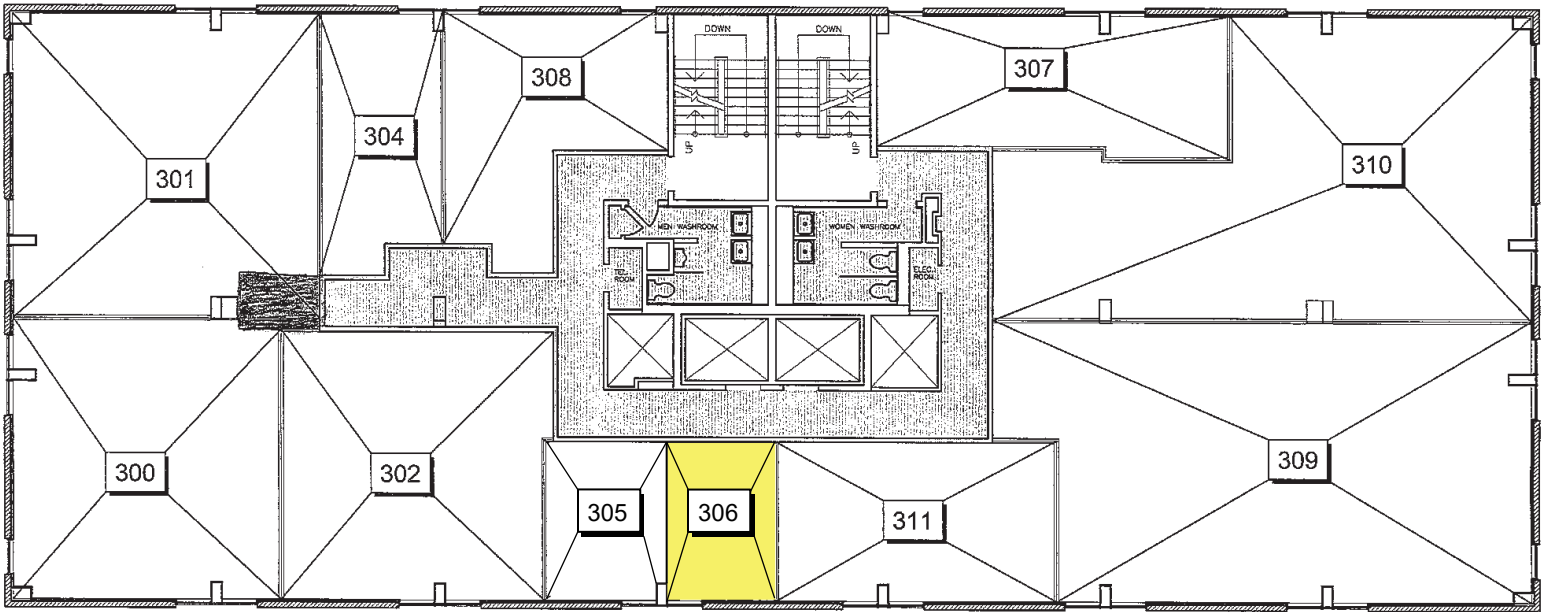 DOWN
DOWN
307
308
304
310
301
UP
UP
MEN WASHROOM
WOMEN WASHROOM
TEL.
ROOM
ELEC.
ROOM
309
300
302
305
306
311